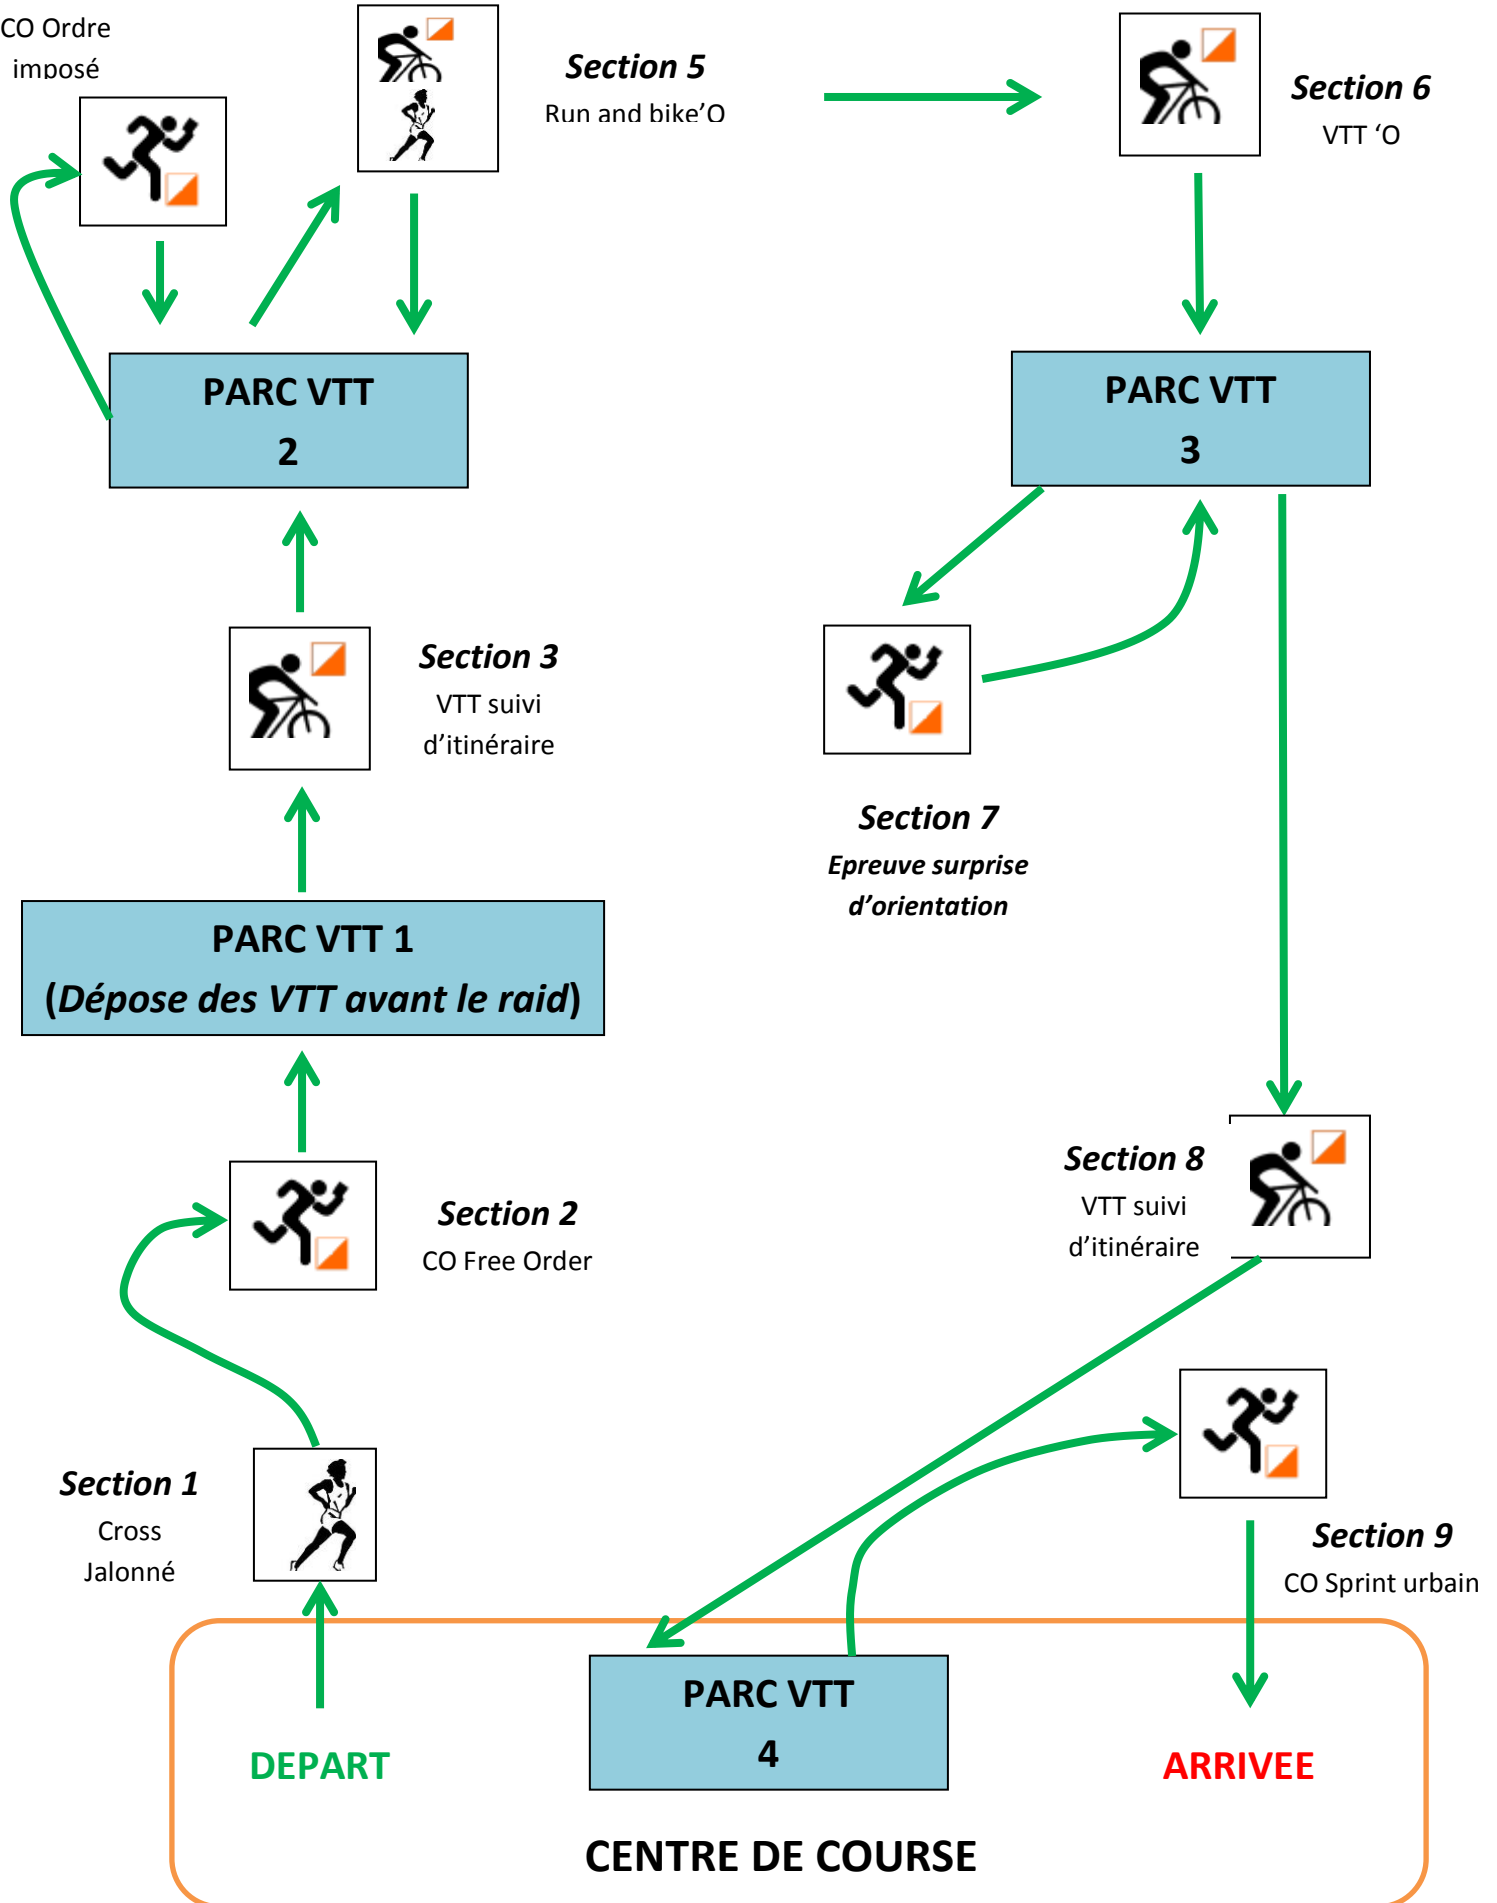 CO Ordre
imposé
Section 5
Run and bike’O
Section 6
VTT ‘O
PARC VTT
2
PARC VTT
3
Section 3
VTT suivi
d’itinéraire
Section 7
Epreuve surprise
d’orientation
PARC VTT 1
(Dépose des VTT avant le raid)
Section 2
CO Free Order
Section 8
VTT suivi
d’itinéraire
Section 1
Cross
Jalonné
Section 9
CO Sprint urbain
PARC VTT
4
DEPART
ARRIVEE
CENTRE DE COURSE